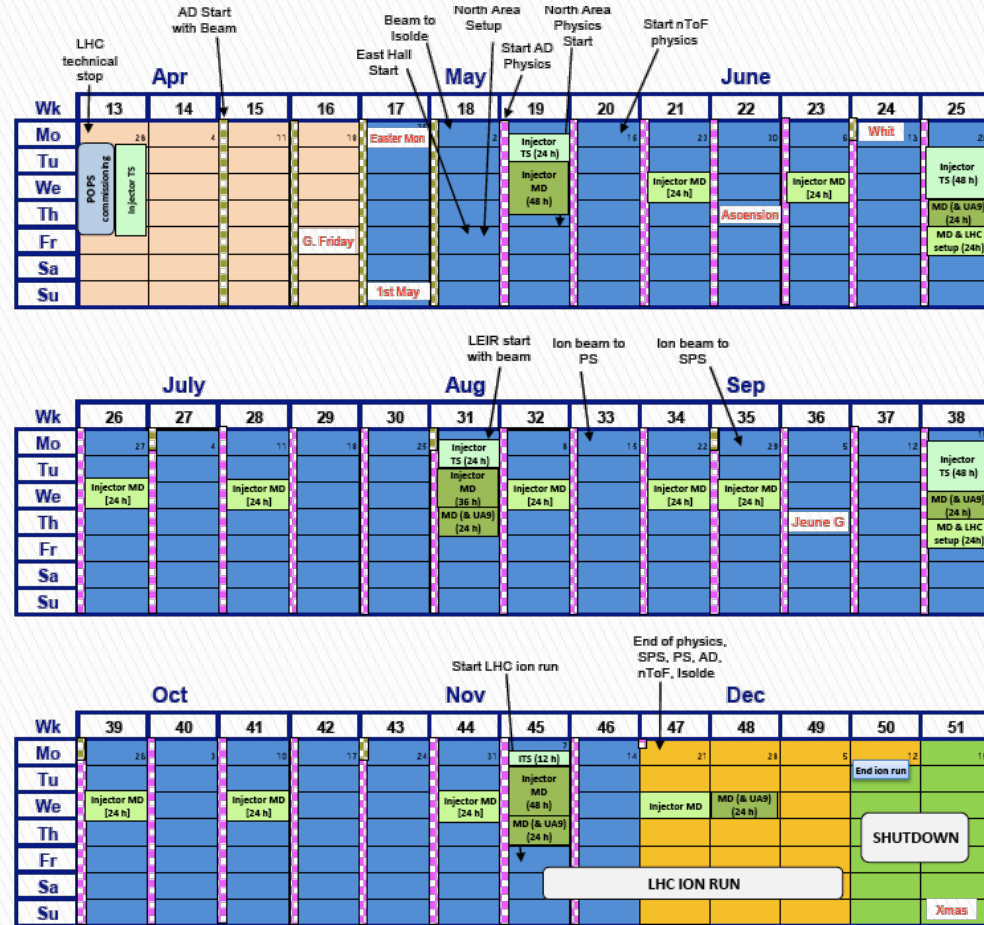 AD Start
with Beam
Beam to
Isolde
North Area
Setup
North Area
Physics
Start
Start nToF
physics
LHC
technical
stop
East Hall
Start
Start AD
Physics
Apr May June
Wk 13 14 15 16 17 18 19 20 21 22 23 24 25
Mo 28 4 11 18 Easter Mon 2 16 30 6 Whit 13
Tu
We
Th
Fr
Sa
Su
POPS
commissioning
Injector TS
G. Friday
1st May
Injector
TS (24 h)
Injector
MD
(48 h)
Injector MD
[24 h]
Ascension
Injector MD
[24 h]
Injector
TS (48 h)
MD (& UA9)
(24 h)
MD & LHC
setup (24h)
LEIR start
with beam
Ion beam to
PS
Ion beam to
SPS
July Aug Sep
Wk 26 27 28 29 30 31 32 33 34 35 36 37 38
Mo 27 4 11 18 25 8 15 22 29 5 12
Tu
We
Th
Fr
Sa
Su
Injector MD
[24 h]
Injector MD
[24 h]
Injector
TS (24 h)
Injector
MD
(36 h)
MD (& UA9)
(24 h)
Injector MD
[24 h]
Injector MD
[24 h]
Injector MD
[24 h]
Jeune G
Injector
TS (48 h)
MD (& UA9)
(24 h)
MD & LHC
setup (24h)
Start LHC ion run
End of physics,
SPS, PS, AD,
nToF, Isolde
Oct Nov Dec
Wk 39 40 41 42 43 44 45 46 47 48 49 50 51
Mo 26 3 10 17 24 31 7 14 21 28 5 12
Tu
We
Th
Fr
Sa
Su
Injector MD
[24 h]
Injector MD
[24 h]
Injector MD
[24 h]
ITS (12 h)
Injector
MD
(48 h)
MD (& UA9)
(24 h)
Injector MD
MD (& UA9)
(24 h)
End ion run
SHUTDOWN
LHC ION RUN
Xmas